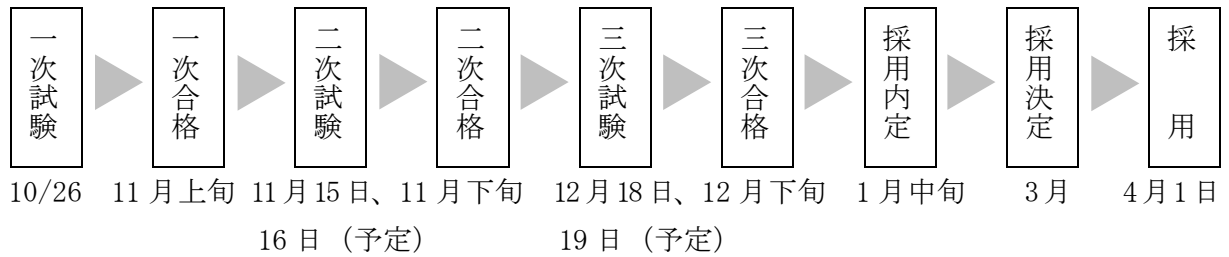 一次試験
一次合格
二次試験
二次合格
三次試験
三次合格
採用内定
採用決定
採用
10/26
11月上旬
11月15日、
16日（予定）
11月下旬
12月18日、
19日（予定）
12月下旬
1月中旬
3月
4月1日